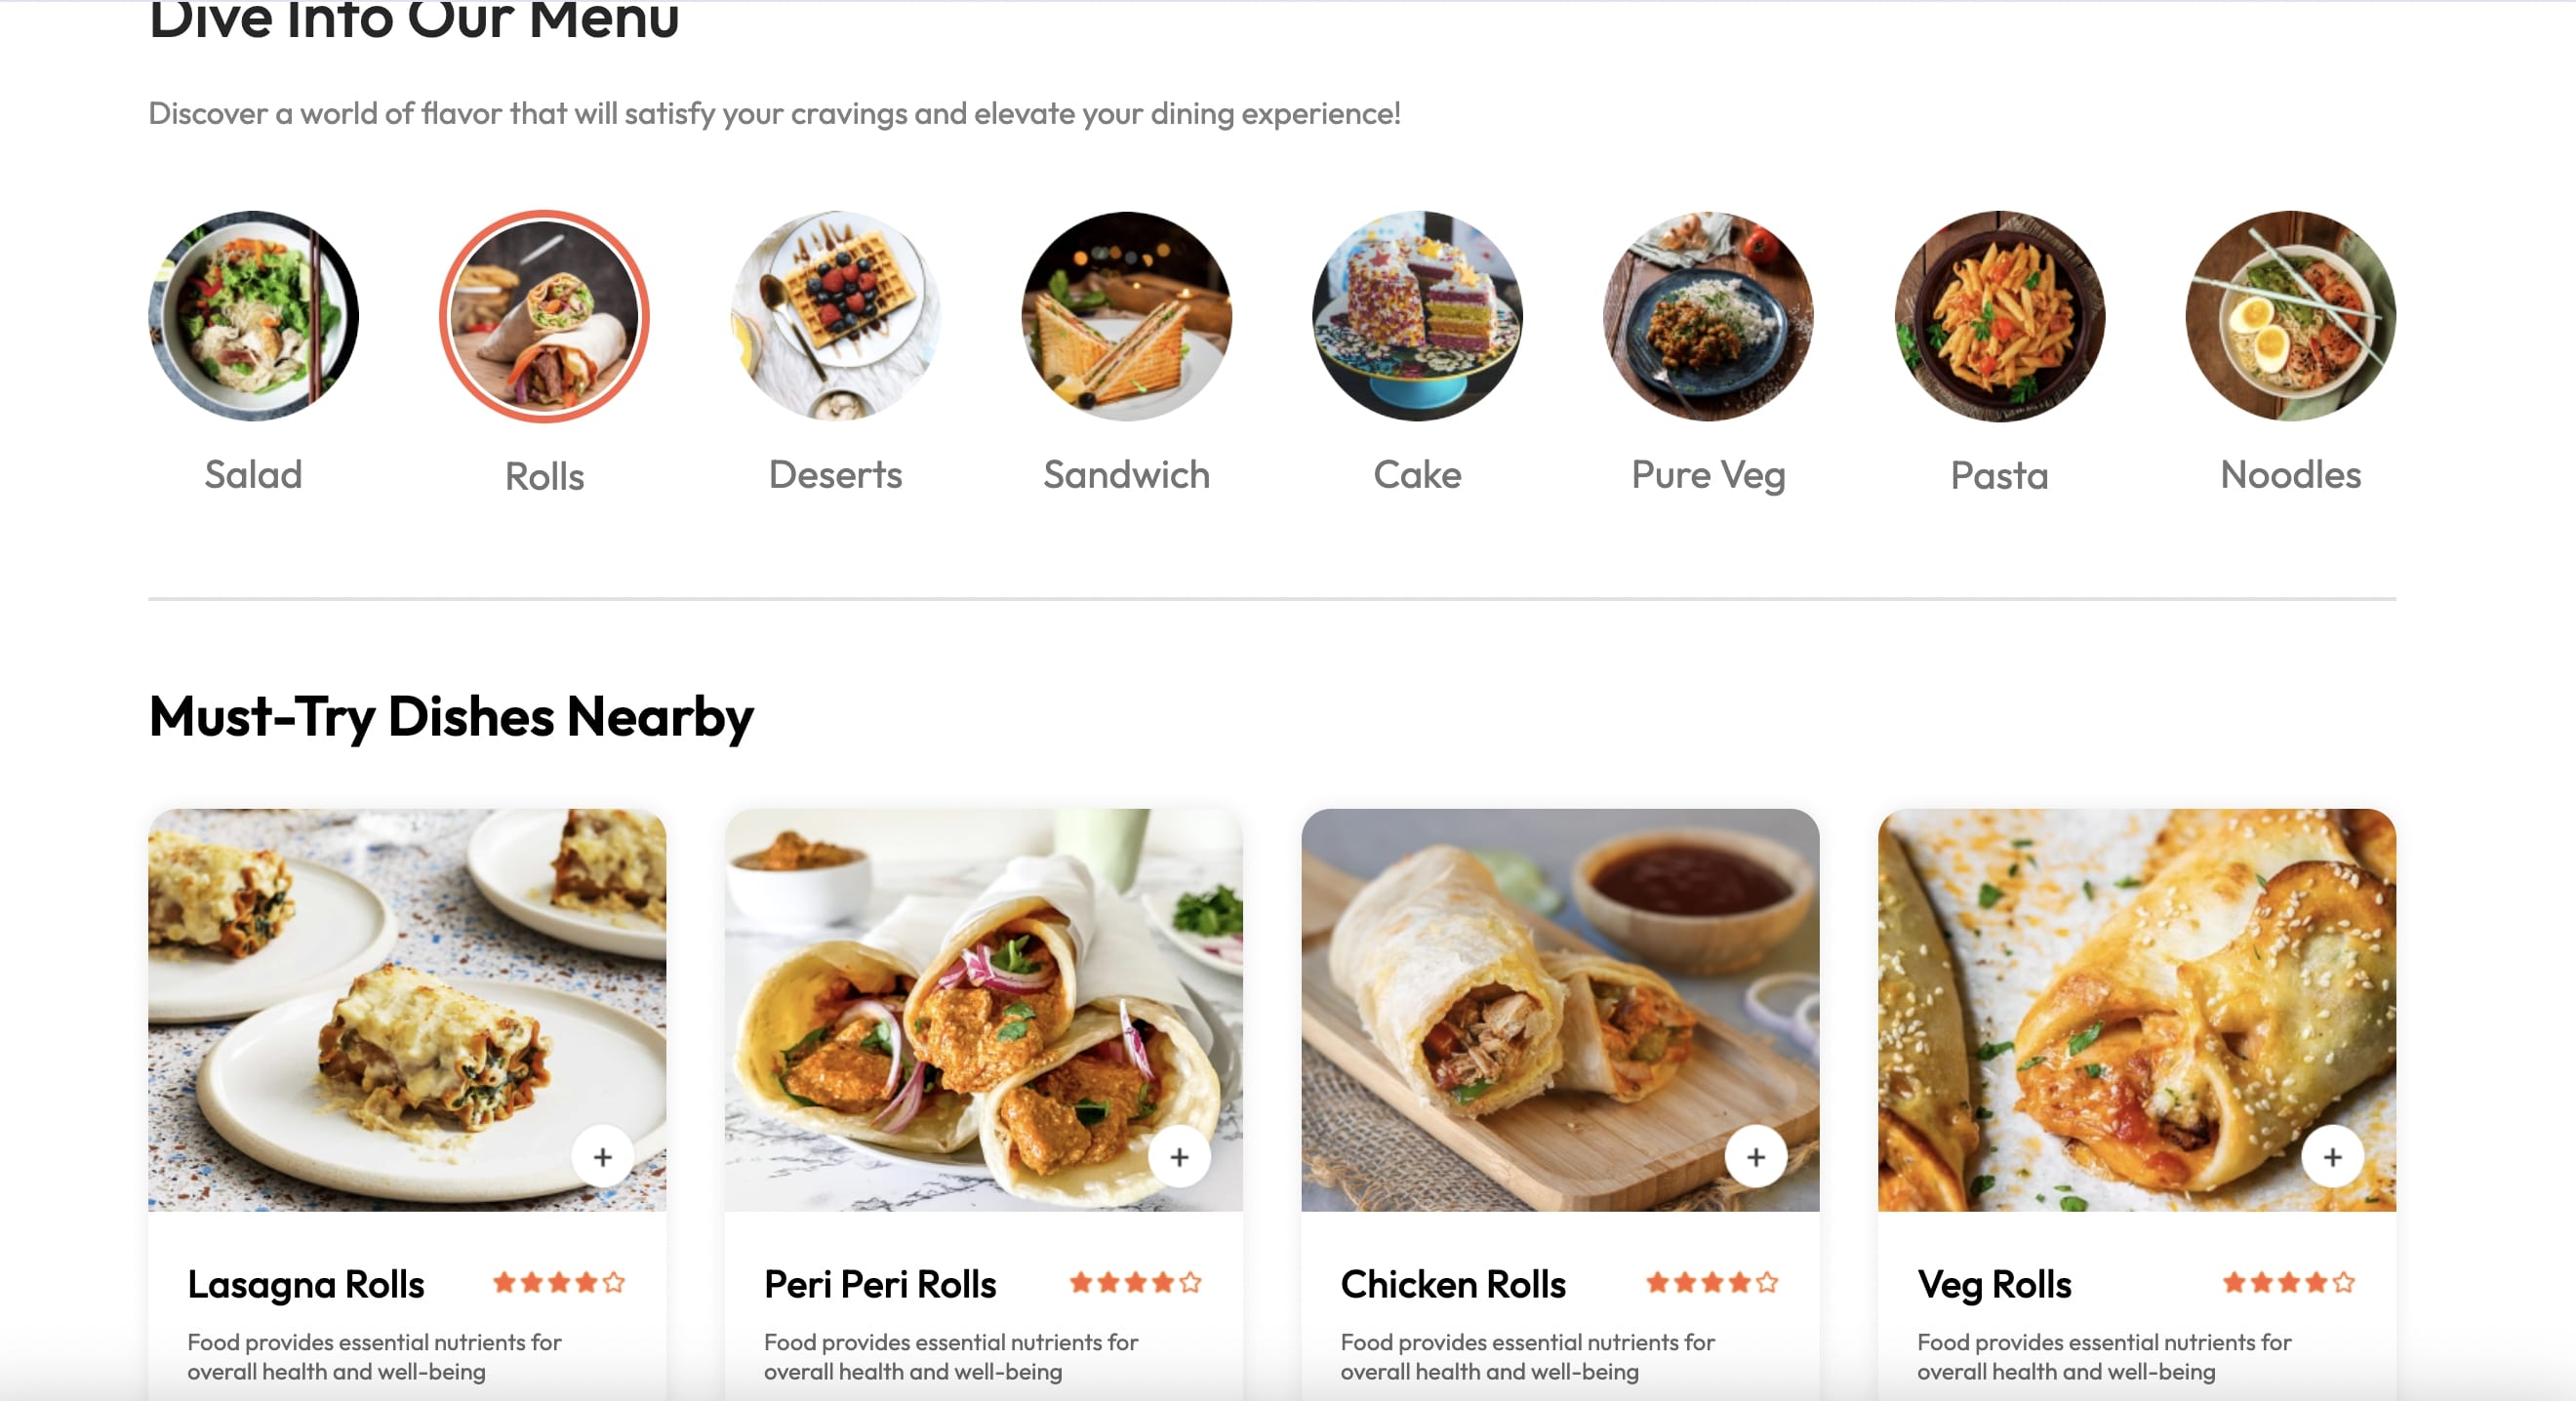 Dive Into Our Menu
Discover a world of flavor that will satisfy your cravings and elevate your dining experience!
Salad
Rolls
Deserts
Sandwich
Cake
Pure Veg
Pasta
Noodles
Must-Try Dishes Nearby
+
+
+
+
Lasagna Rolls
Food provides essential nutrients for
overall health and well-being
Peri Peri Rolls
Food provides essential nutrients for
overall health and well-being
Chicken Rolls
Food provides essential nutrients for
overall health and well-being
Veg Rolls
Food provides essential nutrients for
overall health and well-being